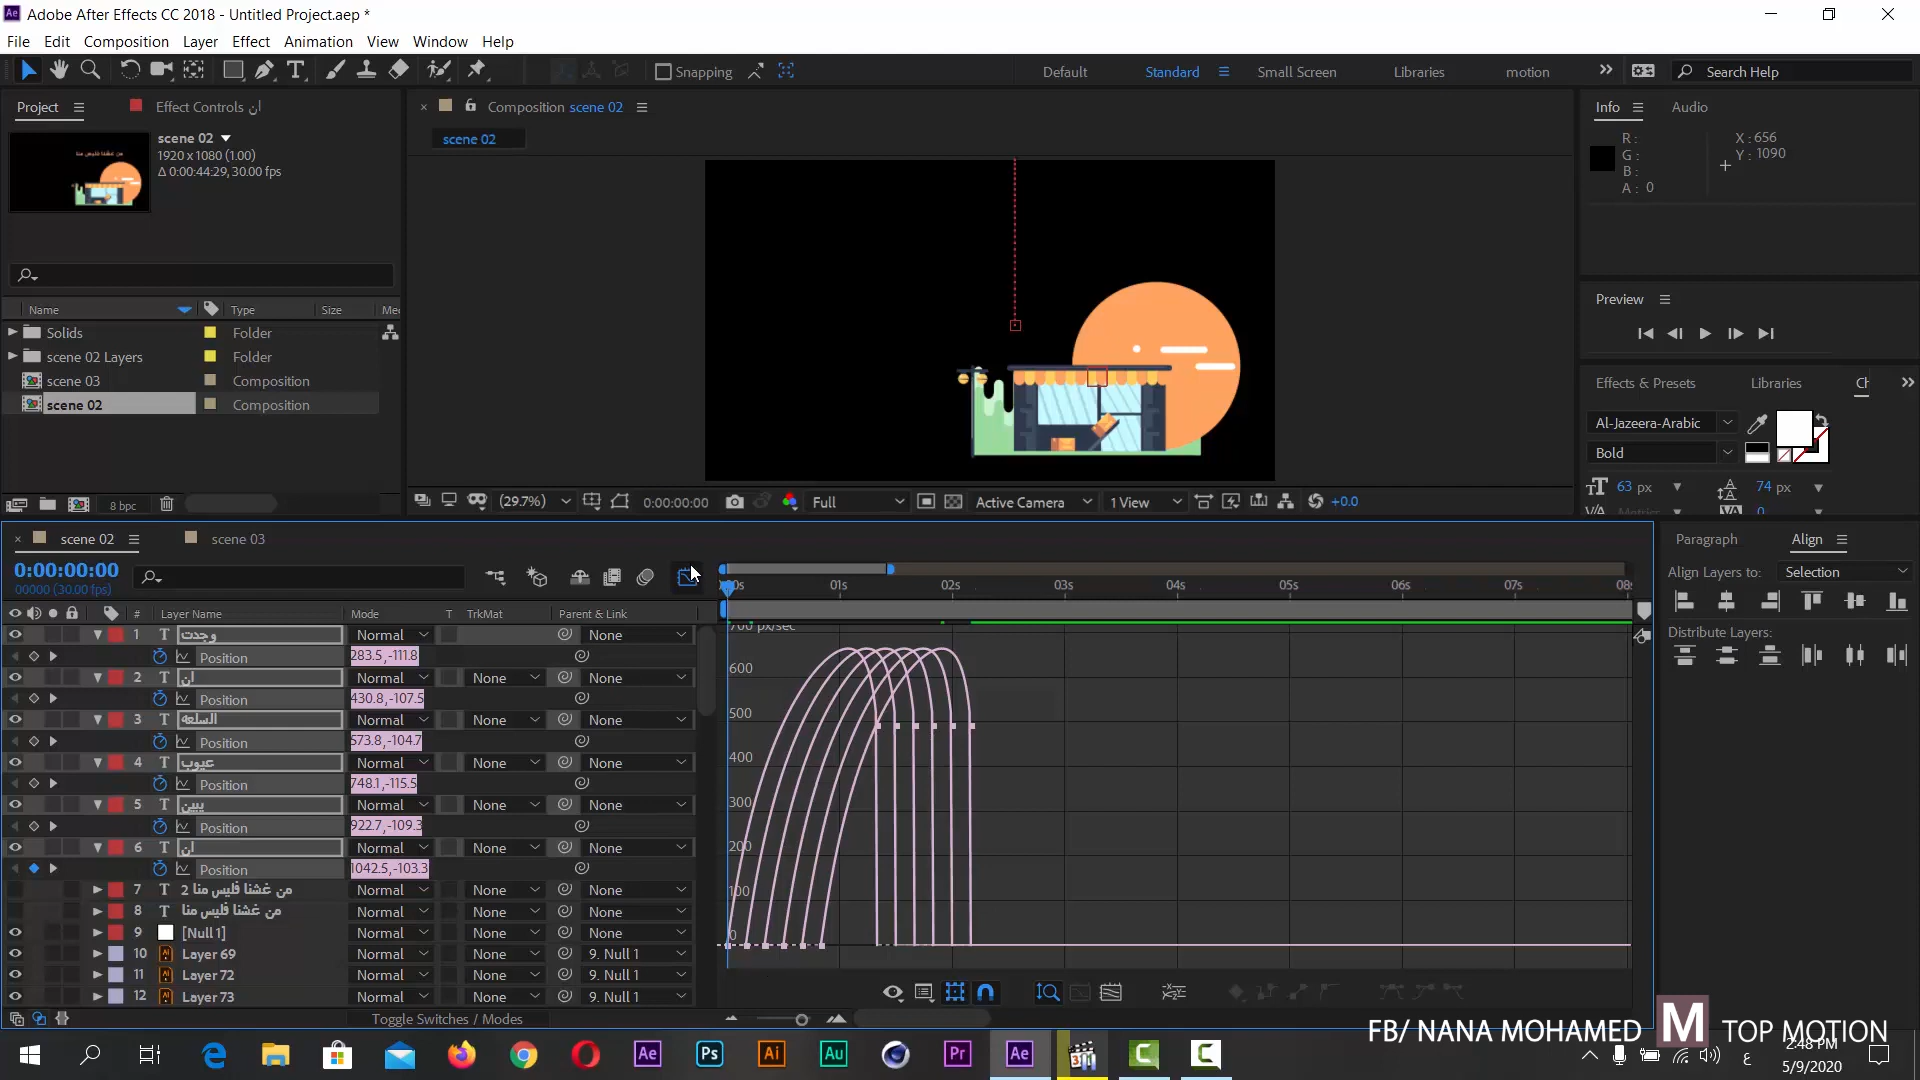 Adobe After Effects CC 2018 - Untitled Project.aep *
File Edit Composition Layer Effect Animation View Window Help
Snapping Default Standard Small Screen Libraries motion Search Help
Project Effect Controls ان
scene 02
1920 x 1080 (1.00)
Δ 0:00:44:29, 30.00 fps
Name Type Size
Solids Folder
scene 02 Layers Folder
scene 03 Composition
scene 02 Composition
8 bpc
Composition scene 02
scene 02
(29.7%) 0:00:00:00 Full Active Camera 1 View +0.0
Info Audio
R:
G:
B:
A: 0
X: 656
Y: 1090
Preview
Effects & Presets Libraries
Al-Jazeera-Arabic
Bold
63 px 74 px
Paragraph Align
Align Layers to: Selection
Distribute Layers:
scene 02 scene 03
0:00:00:00
00000 (30.00 fps)
# Layer Name Mode T TrkMat Parent & Link
1 T وجدت Normal None
Position 283.5,-111.8
2 T ان Normal None None
Position 430.8,-107.5
3 T السلعه Normal None None
Position 573.8,-104.7
4 T عيوب Normal None None
Position 748.1,-115.5
5 T يبين Normal None None
Position 922.7,-109.3
6 T ان Normal None None
Position 1042.5,-103.3
7 T من غشنا فليس منا 2 Normal None None
8 T من غشنا فليس منا Normal None None
9 [Null 1] Normal None None
10 Layer 69 Normal None 9. Null 1
11 Layer 72 Normal None 9. Null 1
12 Layer 73 Normal None 9. Null 1
Toggle Switches / Modes
01s 02s 03s 04s 05s 06s 07s
700 px/sec
600
500
400
300
200
100
0
FB/ NANA MOHAMED M TOP MOTION
2:48 PM
5/9/2020